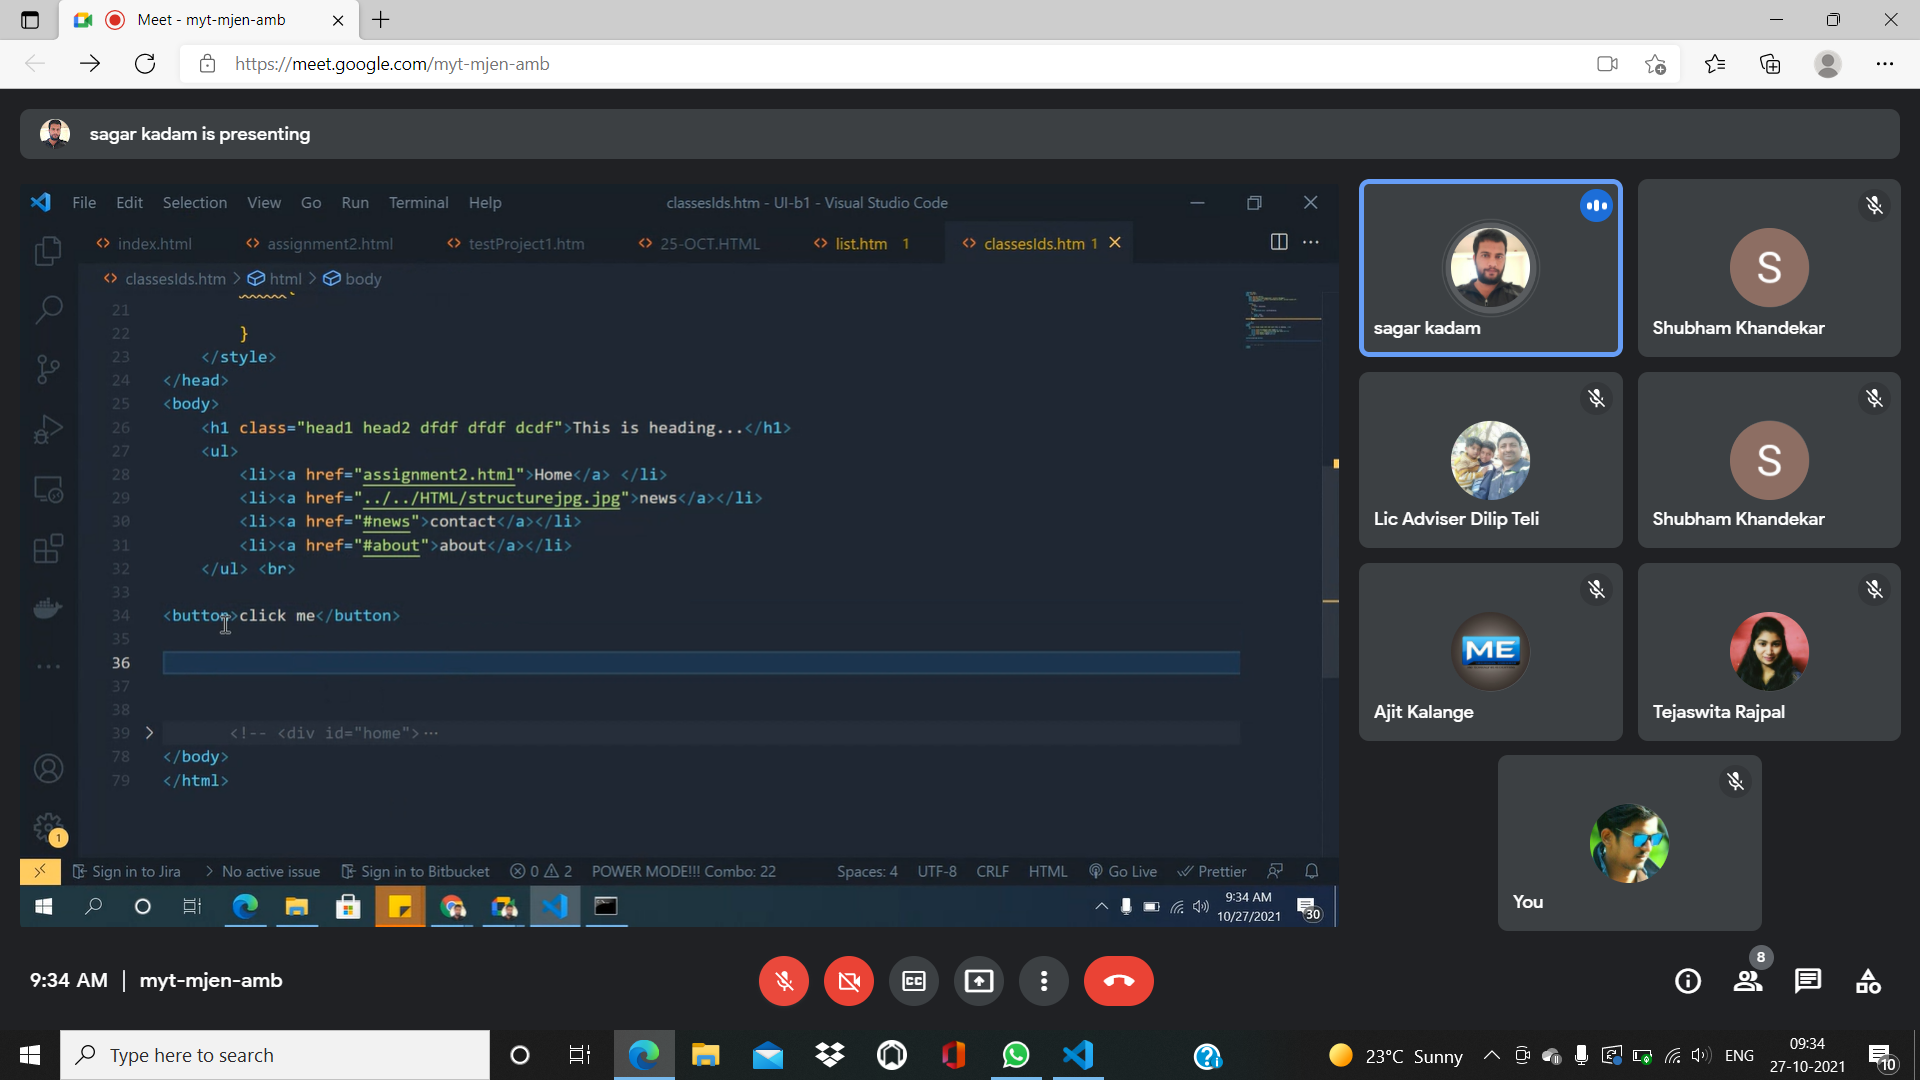 Meet - myt-mjen-amb
https://meet.google.com/myt-mjen-amb
sagar kadam is presenting
File Edit Selection View Go Run Terminal Help classesIds.htm - UI-b1 - Visual Studio Code
index.html assignment2.html testProject1.htm 25-OCT.HTML list.htm 1 classesIds.htm 1
classesIds.htm > html > body
21
22 }
23 </style>
24 </head>
25 <body>
26 <h1 class="head1 head2 dfdf dfdf dcdf">This is heading...</h1>
27 <ul>
28 <li><a href="assignment2.html">Home</a> </li>
29 <li><a href="../../HTML/structurejpg.jpg">news</a></li>
30 <li><a href="#news">contact</a></li>
31 <li><a href="#about">about</a></li>
32 </ul> <br>
33
34 <button>click me</button>
35
36
37
38
39 <!-- <div id="home">...
78 </body>
79 </html>
1
Sign in to Jira No active issue Sign in to Bitbucket 0 2 POWER MODE!!! Combo: 22 Spaces: 4 UTF-8 CRLF HTML Go Live Prettier
9:34 AM
10/27/2021
30
sagar kadam
S
Shubham Khandekar
Lic Adviser Dilip Teli
S
Shubham Khandekar
ME
Ajit Kalange
Tejaswita Rajpal
You
9:34 AM | myt-mjen-amb
CC
8
Type here to search
23°C Sunny
ENG
09:34
27-10-2021
10